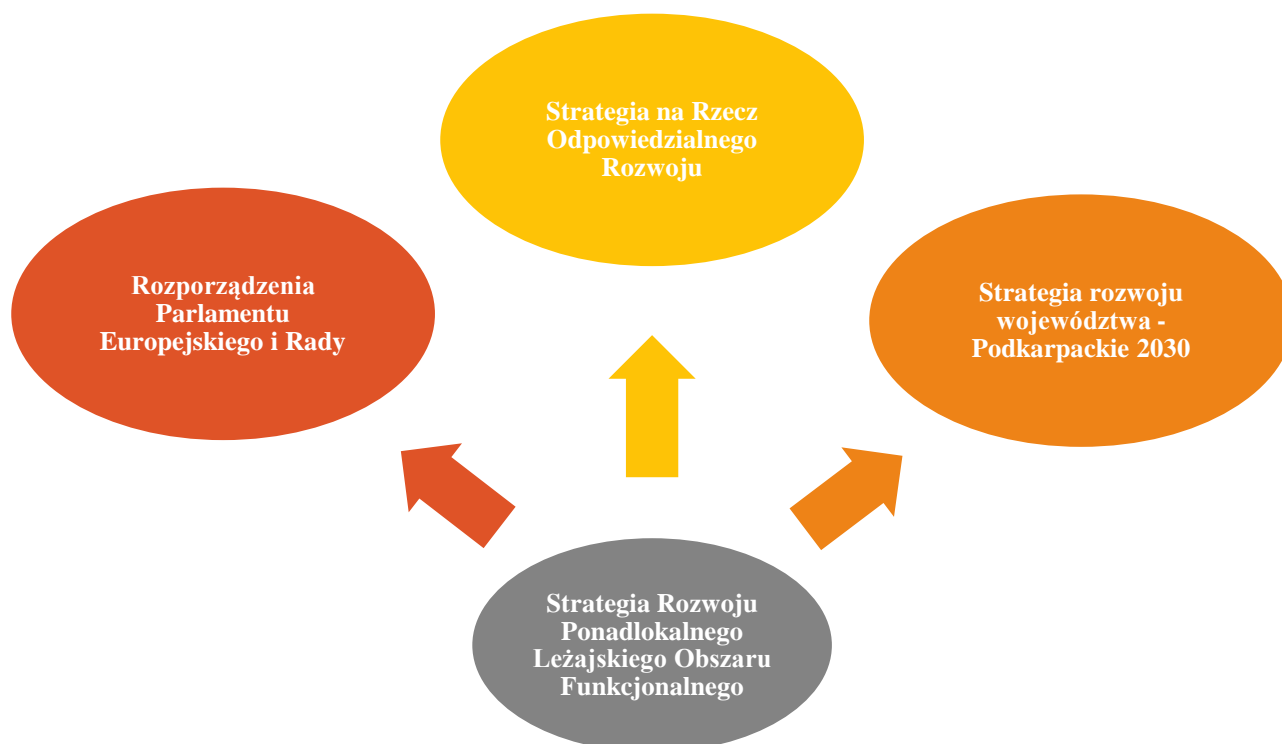 Strategia na Rzecz
Odpowiedzialnego
Rozwoju
Rozporządzenia
Parlamentu
Europejskiego i Rady
Strategia rozwoju
województwa -
Podkarpackie 2030
Strategia Rozwoju
Ponadlokalnego
Leżajskiego Obszaru
Funkcjonalnego